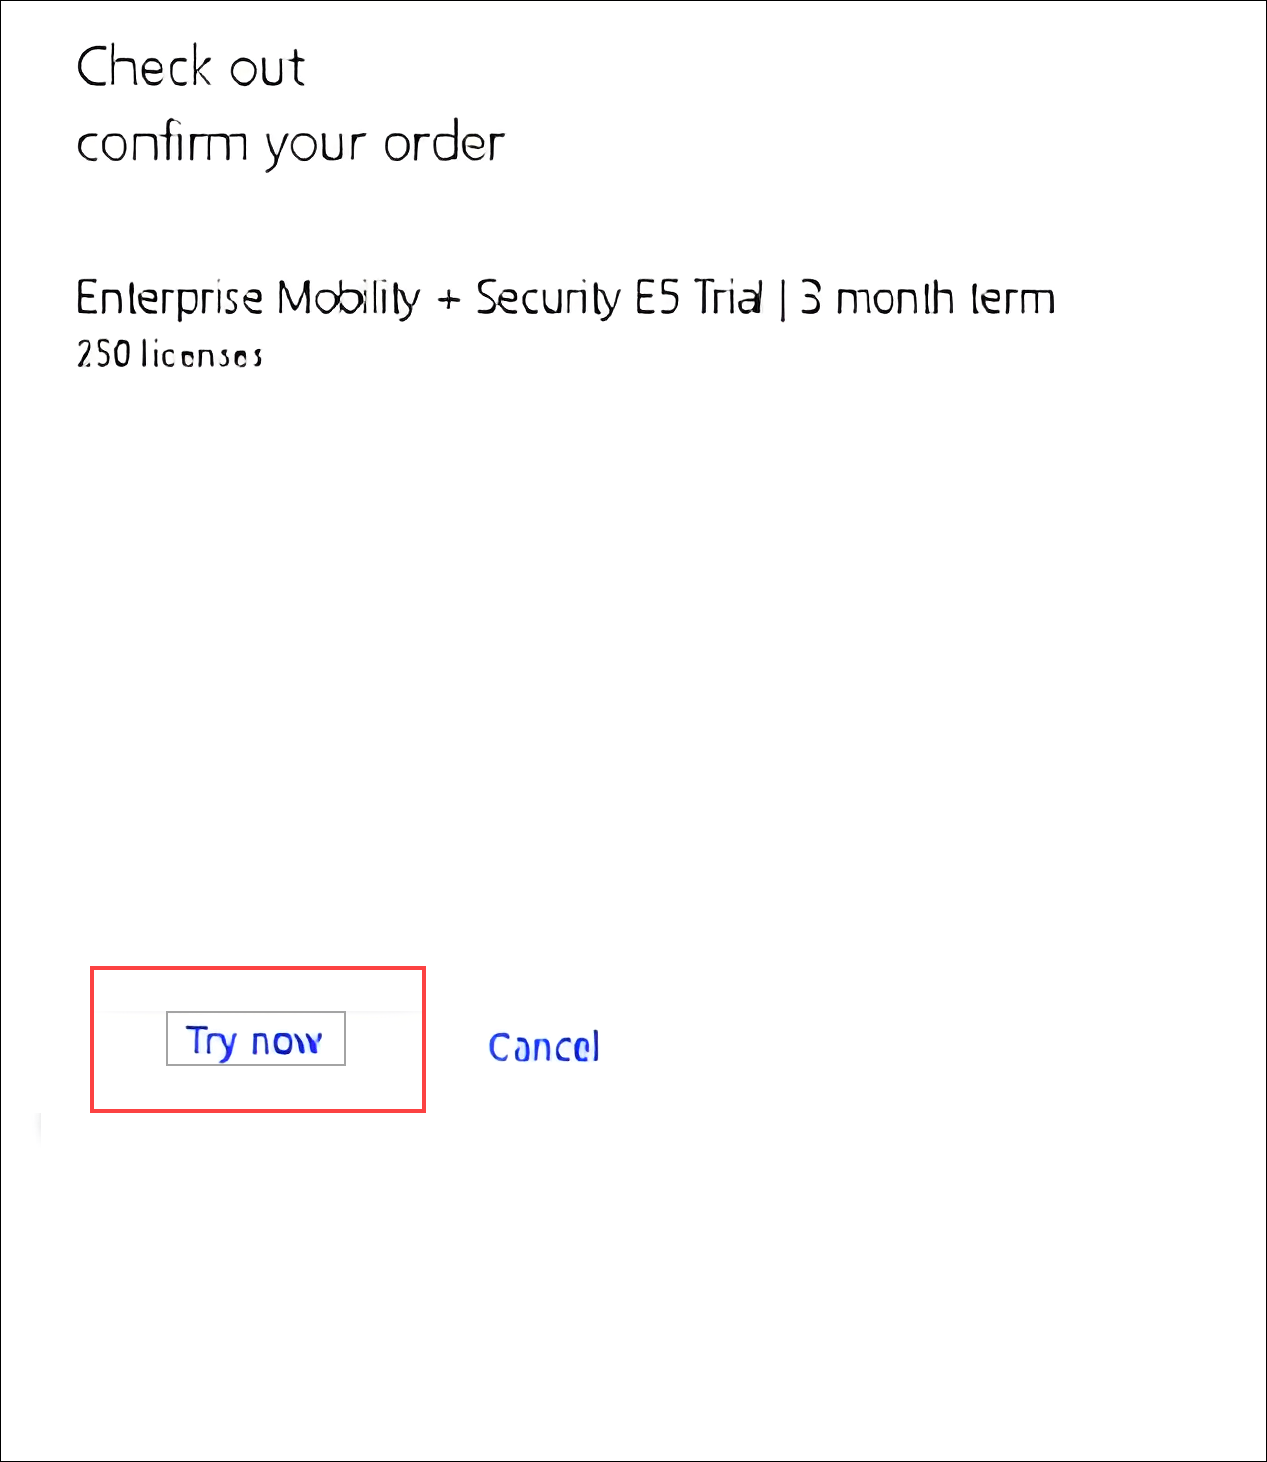 Check out
confirm your order
Enterprise Mobility + Security E5 Trial | 3 month term
250 licenses
Try now
Cancel